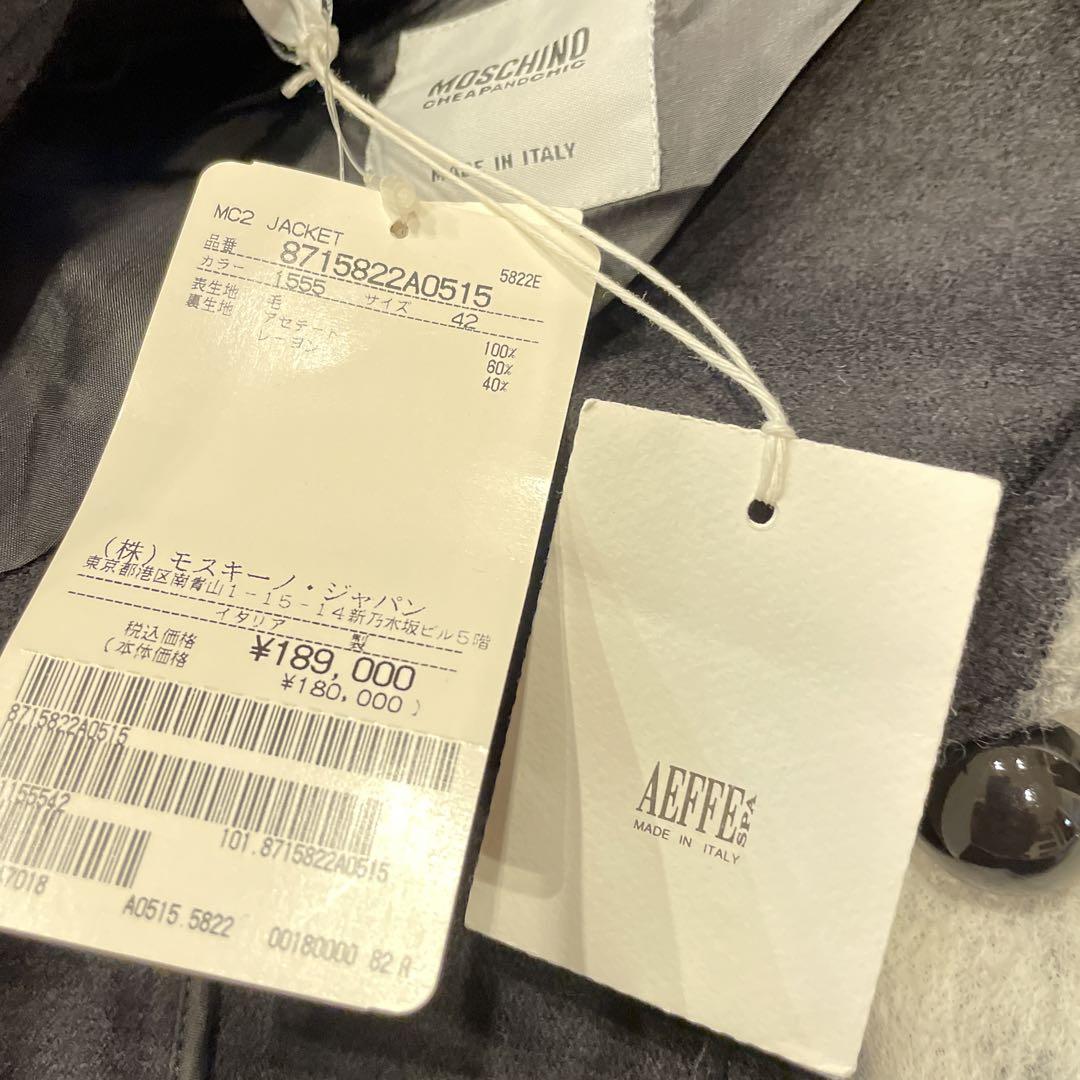 MOSCHINO
CHEAPANDCHIC
MADE IN ITALY
MC2 JACKET
品番 8715822A0515 5822E
カラー 1555 サイズ 42
表生地 毛 100%
裏生地 アセテート 60%
レーヨン 40%
(株)モスキーノ・ジャパン
東京都港区南青山1-15-14新乃木坂ビル5階
イタリア 製
税込価格 ¥189,000
(本体価格 ¥180,000)
8715822A0515
155542
101.8715822A0515
7018
A0515.5822 00180000 82 A
AEFFE SPA
MADE IN ITALY